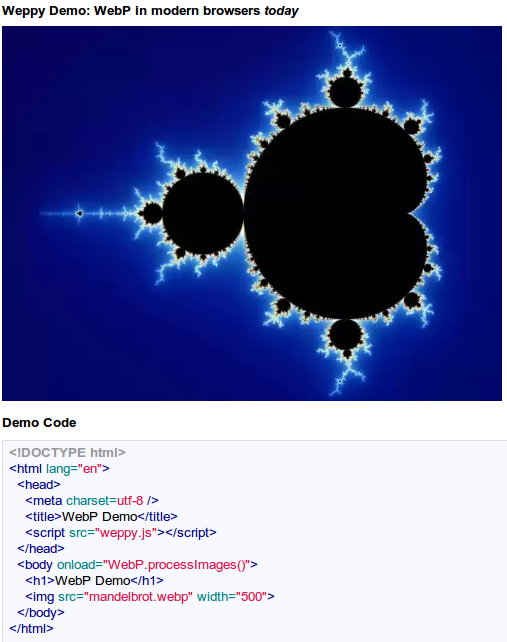 Weppy Demo: WebP in modern browsers today
Demo Code
<!DOCTYPE html>
<html lang="en">
<head>
<meta charset=utf-8 />
<title>WebP Demo</title>
<script src="weppy.js"></script>
</head>
<body onload="WebP.processImages()">
<h1>WebP Demo</h1>
<img src="mandelbrot.webp" width="500">
</body>
</html>